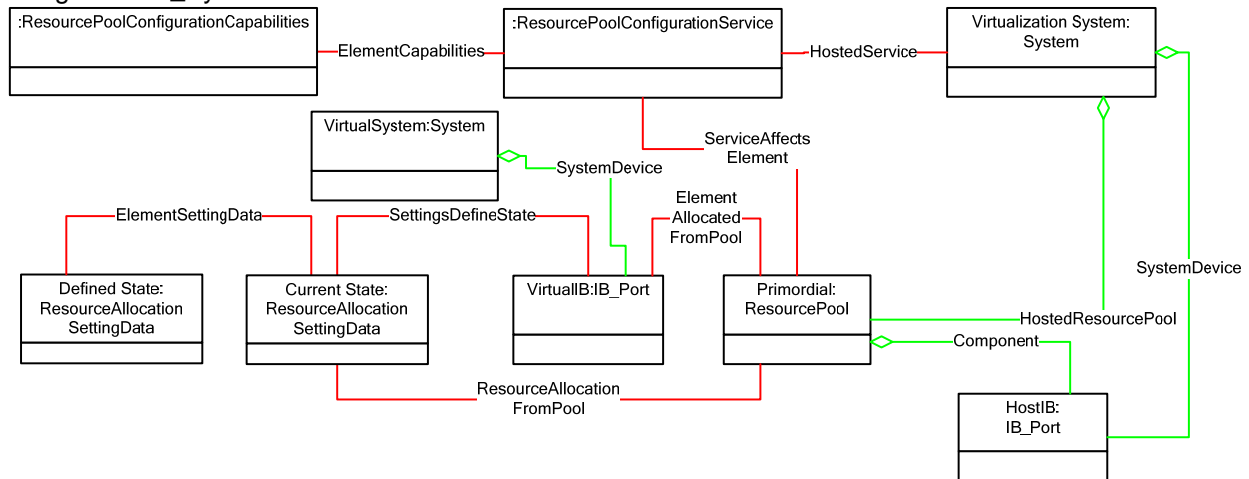 :ResourcePoolConfigurationCapabilities
ElementCapabilities
:ResourcePoolConfigurationService
HostedService
Virtualization System:
System
VirtualSystem:System
SystemDevice
ServiceAffects
Element
ElementSettingData
SettingsDefineState
Element
Allocated
FromPool
SystemDevice
Defined State:
ResourceAllocation
SettingData
Current State:
ResourceAllocation
SettingData
VirtualIB:IB_Port
Primordial:
ResourcePool
HostedResourcePool
Component
ResourceAllocation
FromPool
HostIB:
IB_Port